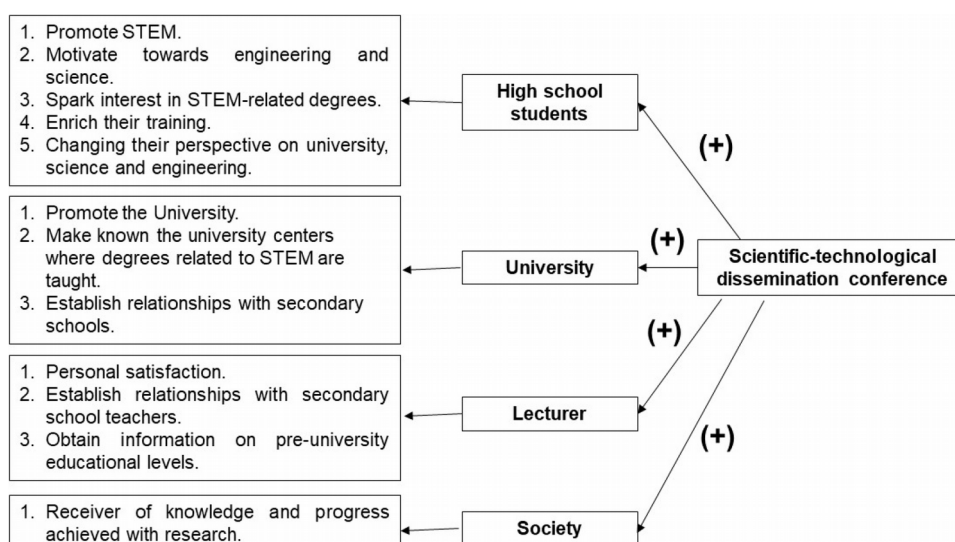 1. Promote STEM.
2. Motivate towards engineering and
science.
3. Spark interest in STEM-related degrees.
4. Enrich their training.
5. Changing their perspective on university,
science and engineering.
High school
students
(+)
1. Promote the University.
2. Make known the university centers
where degrees related to STEM are
taught.
3. Establish relationships with secondary
schools.
University
(+)
Scientific-technological
dissemination conference
1. Personal satisfaction.
2. Establish relationships with secondary
school teachers.
3. Obtain information on pre-university
educational levels.
Lecturer
(+)
(+)
1. Receiver of knowledge and progress
achieved with research.
Society